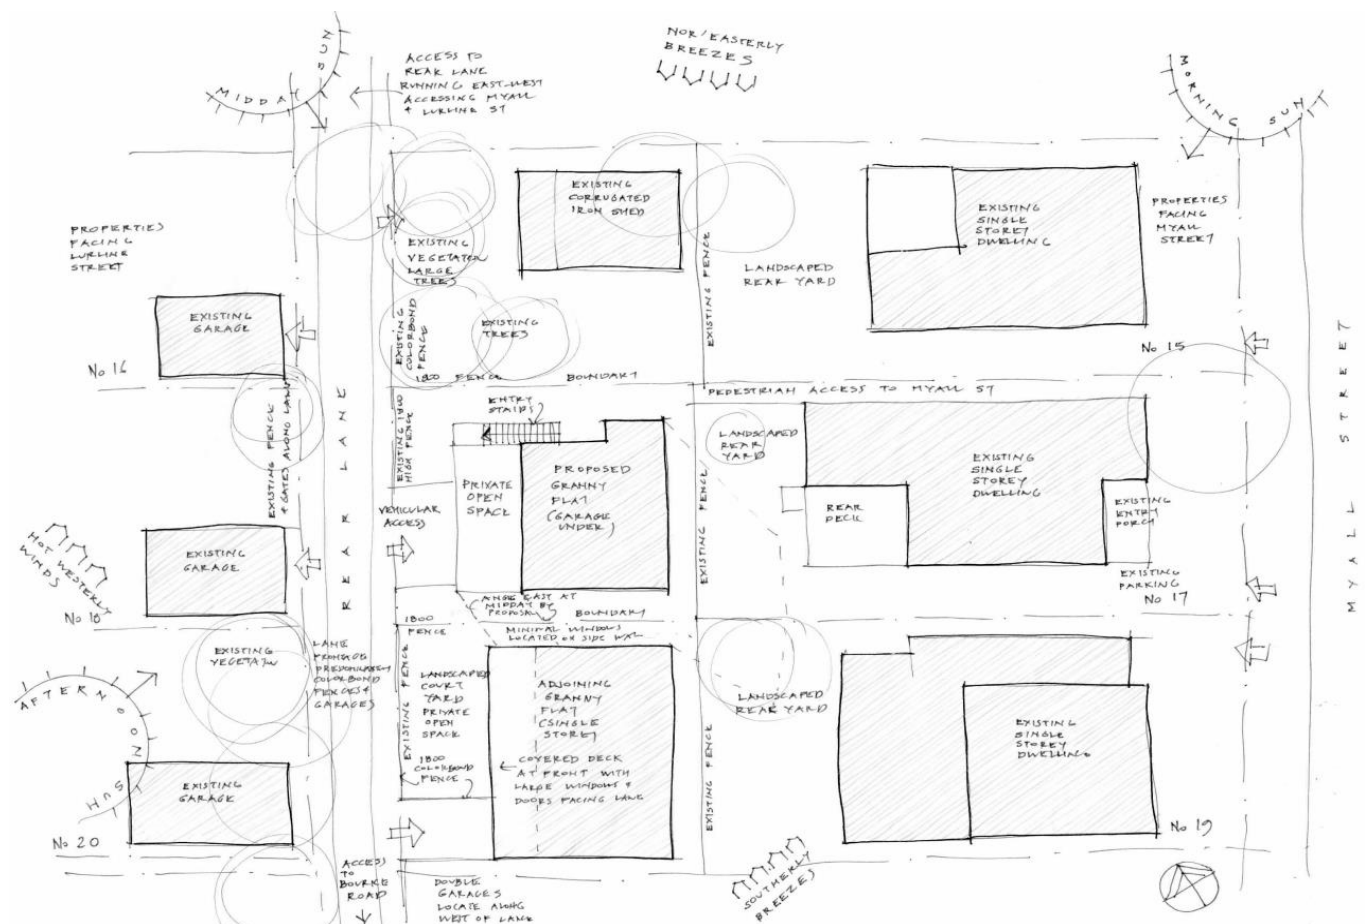 MIDDAY SUN
ACCESS TO
REAR LANE
RUNNING EAST-WEST
ACCESSING MYALL
& LURLINE ST
NOR/EASTERLY
BREEZES
MORNING SUN
PROPERTIES
FACING
LURLINE
STREET
EXISTING
CORRUGATED
IRON SHED
EXISTING
SINGLE
STOREY
DWELLING
PROPERTIES
FACING
MYALL
STREET
EXISTING
VEGETATION
LARGE
TREES
EXISTING FENCE
LANDSCAPED
REAR YARD
EXISTING
GARAGE
EXISTING
COLORBOND
FENCE
EXISTING
TREES
No 16
No 15
1800 FENCE BOUNDARY
PEDESTRIAN ACCESS TO MYALL ST
MYALL STREET
EXISTING FENCE
& GATES ALONG LANE
REAR LANE
EXISTING 1800
HIGH FENCE
ENTRY
STAIRS
LANDSCAPED
REAR
YARD
EXISTING
SINGLE
STOREY
DWELLING
PROPOSED
GRANNY
FLAT
(GARAGE
UNDER)
PRIVATE
OPEN
SPACE
VEHICULAR
ACCESS
EXISTING FENCE
REAR
DECK
EXISTING
ENTRY
PORCH
HOT WESTERLY
WINDS
EXISTING
GARAGE
EXISTING
PARKING
No 17
No 18
EAST AT
MIDDAY BY
PROPOSAL
BOUNDARY
1800
FENCE
MINIMAL WINDOWS
LOCATED ON SIDE WALL
EXISTING
VEGETATION
LANE
FRONTAGE
PREDOMINATELY
COLORBOND
FENCES &
GARAGES
EXISTING FENCE
LANDSCAPED
COURT
YARD
PRIVATE
OPEN
SPACE
ADJOINING
GRANNY
FLAT
(SINGLE
STOREY
LANDSCAPED
REAR YARD
EXISTING
SINGLE
STOREY
DWELLING
AFTERNOON SUN
1800
COLORBOND
FENCE
COVERED DECK
AT FRONT WITH
LARGE WINDOWS &
DOORS FACING LANE
EXISTING FENCE
EXISTING
GARAGE
No 20
No 19
ACCESS
TO
BOURKE
ROAD
DOUBLE
GARAGES
LOCATE ALONG
WEST OF LANE
SOUTHERLY
BREEZES